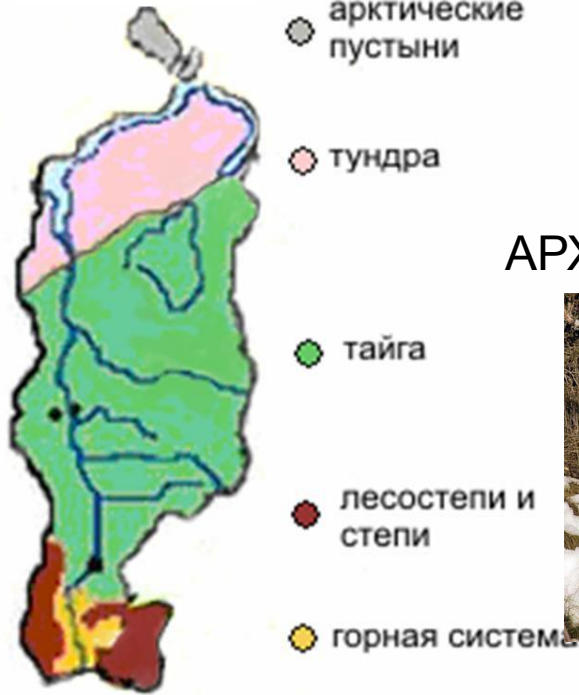 арктические
пустыни
тундра
АРХ
тайга
лесостепи и
степи
горная система